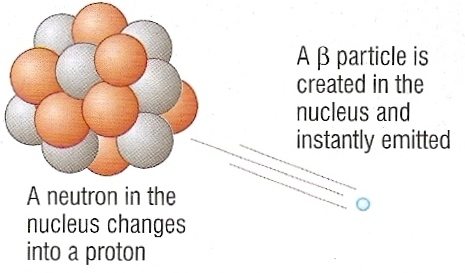 A β particle is
created in the
nucleus and
instantly emitted
A neutron in the
nucleus changes
into a proton